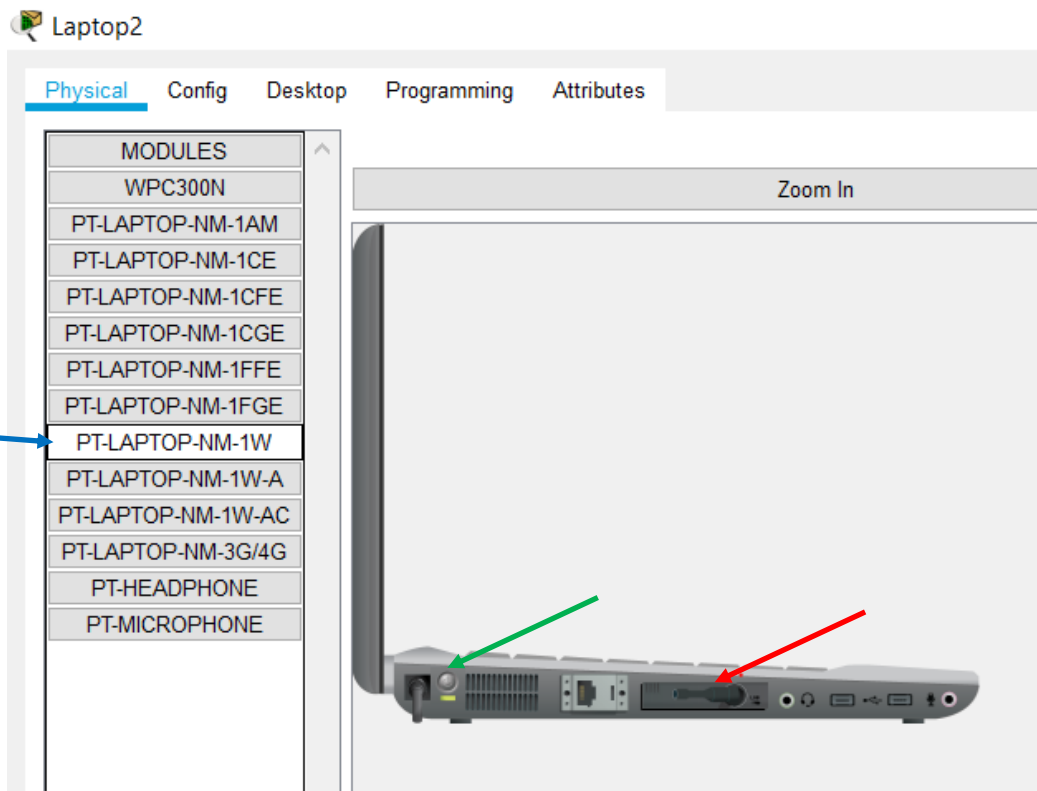 Laptop2
Physical Config Desktop Programming Attributes
MODULES
WPC300N
PT-LAPTOP-NM-1AM
PT-LAPTOP-NM-1CE
PT-LAPTOP-NM-1CFE
PT-LAPTOP-NM-1CGE
PT-LAPTOP-NM-1FFE
PT-LAPTOP-NM-1FGE
PT-LAPTOP-NM-1W
PT-LAPTOP-NM-1W-A
PT-LAPTOP-NM-1W-AC
PT-LAPTOP-NM-3G/4G
PT-HEADPHONE
PT-MICROPHONE
Zoom In